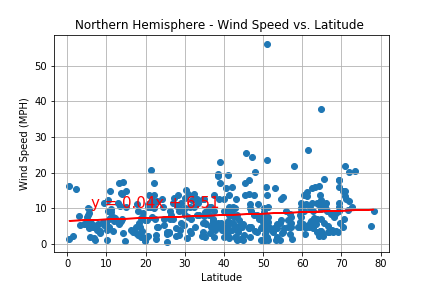 Northern Hemisphere - Wind Speed vs. Latitude
50
40
30
20
10
0
Wind Speed (MPH)
y = 0.04x + 6.51
0 10 20 30 40 50 60 70 80
Latitude